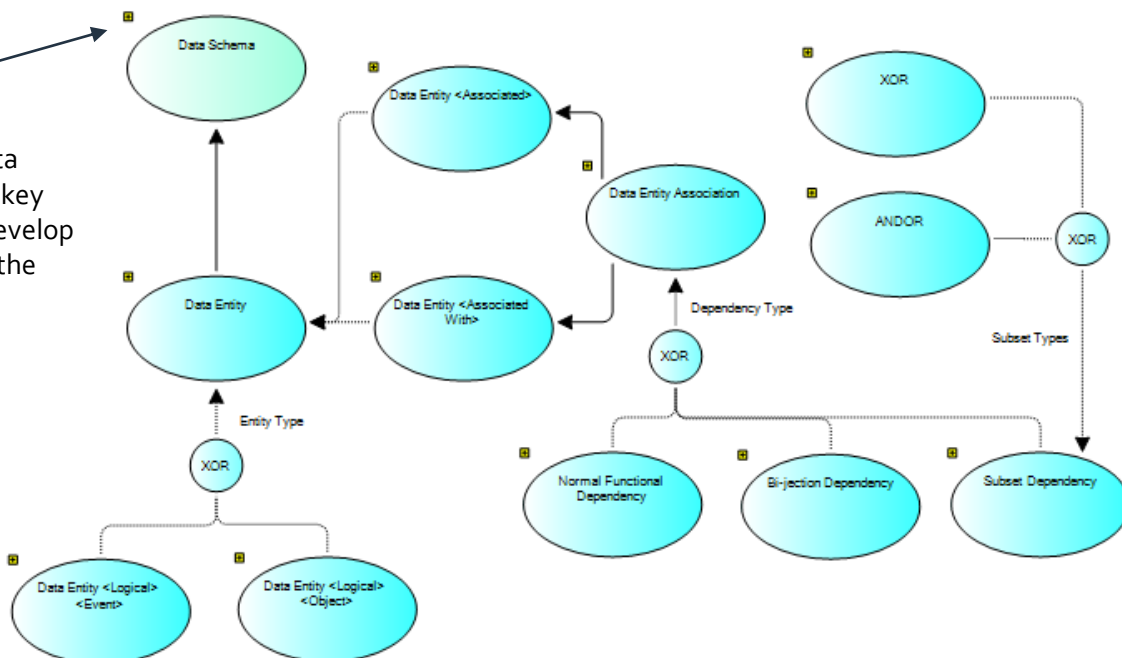 Data Schema
XOR
Data Entity <Associated>
ta
key
evelop
the
Data Entity Association
ANDOR
XOR
Data Entity
Data Entity <Associated
With>
Dependency Type
Subset Types
XOR
Entity Type
XOR
Normal Functional
Dependency
Bi-jection Dependency
Subset Dependency
Data Entity <Logical>
<Event>
Data Entity <Logical>
<Object>